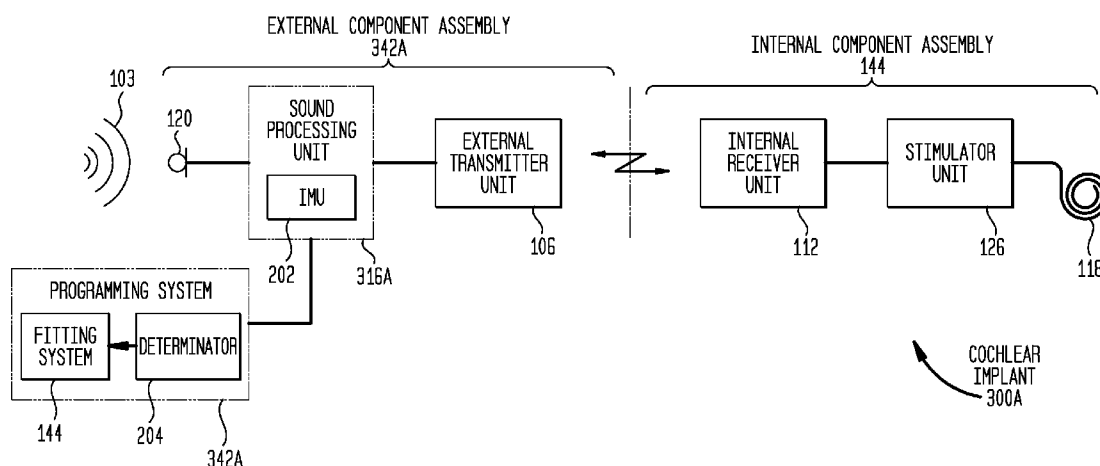 EXTERNAL COMPONENT ASSEMBLY
342A
INTERNAL COMPONENT ASSEMBLY
144
103
120
SOUND
PROCESSING
UNIT
IMU
EXTERNAL
TRANSMITTER
UNIT
INTERNAL
RECEIVER
UNIT
STIMULATOR
UNIT
202
316A
106
112
126
118
PROGRAMMING SYSTEM
FITTING
SYSTEM
DETERMINATOR
144
204
342A
COCHLEAR
IMPLANT
300A